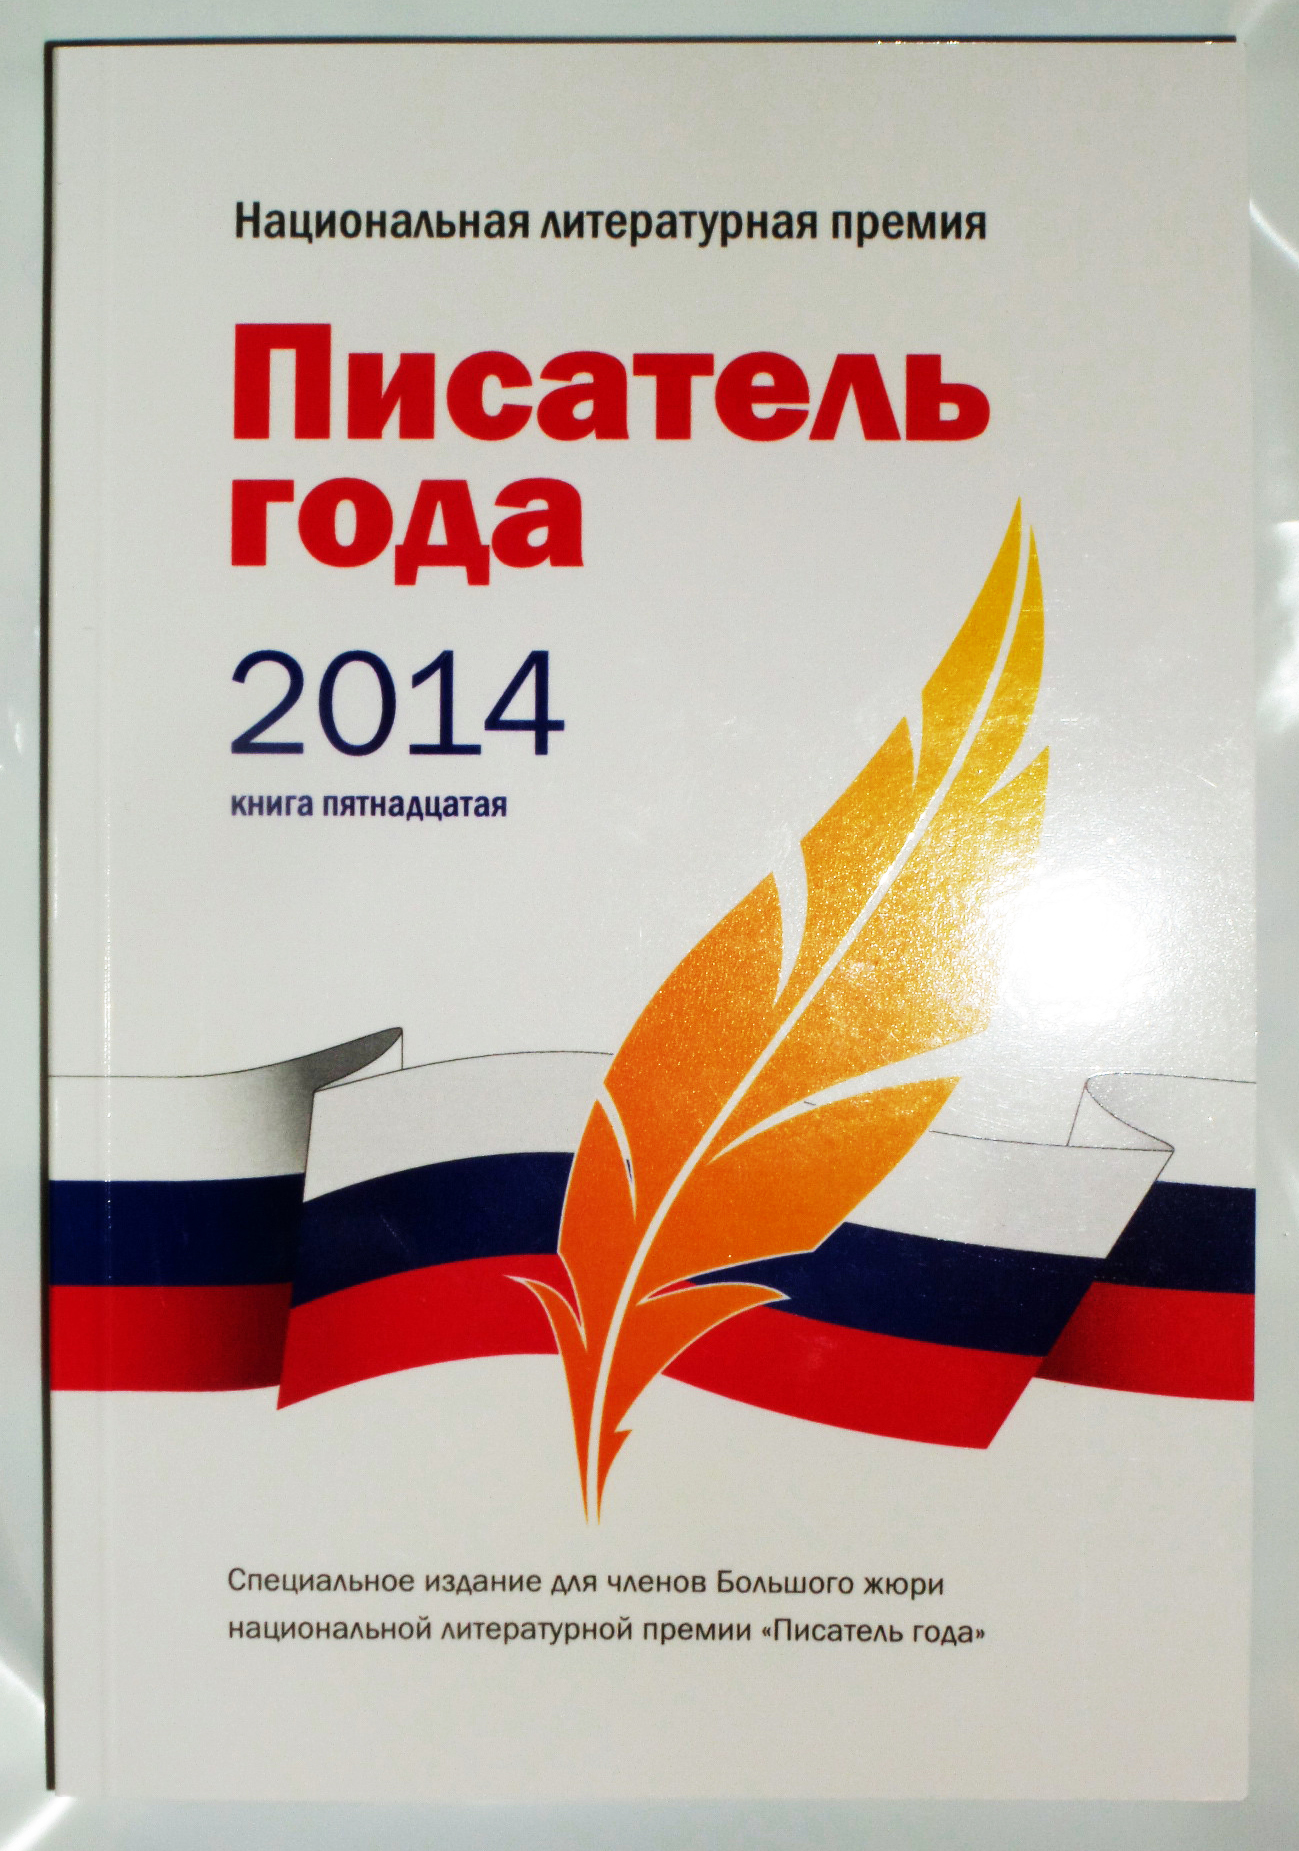 Национальная литературная премия
Писатель
года
2014
книга пятнадцатая
Специальное издание для членов Большого жюри
национальной литературной премии «Писатель года»